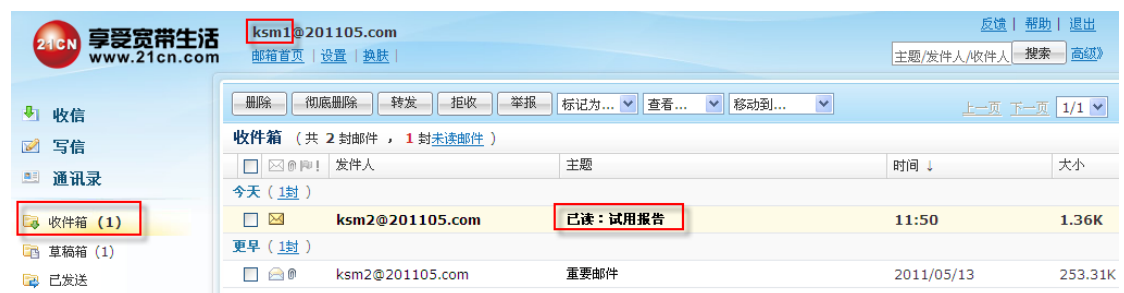 21CN 享受宽带生活
www.21cn.com
ksm1@201105.com
邮箱首页 | 设置 | 换肤 |
反馈 | 帮助 | 退出
主题/发件人/收件人 搜索 高级》
收信
写信
通讯录
收件箱 (1)
草稿箱 (1)
已发送
删除 彻底删除 转发 拒收 举报 标记为... 查看... 移动到... 上一页 下一页 1/1
收件箱 (共 2 封邮件 , 1 封未读邮件 )
发件人 主题 时间 ↓ 大小
今天 ( 1封 )
ksm2@201105.com 已读：试用报告 11:50 1.36K
更早 ( 1封 )
ksm2@201105.com 重要邮件 2011/05/13 253.31K